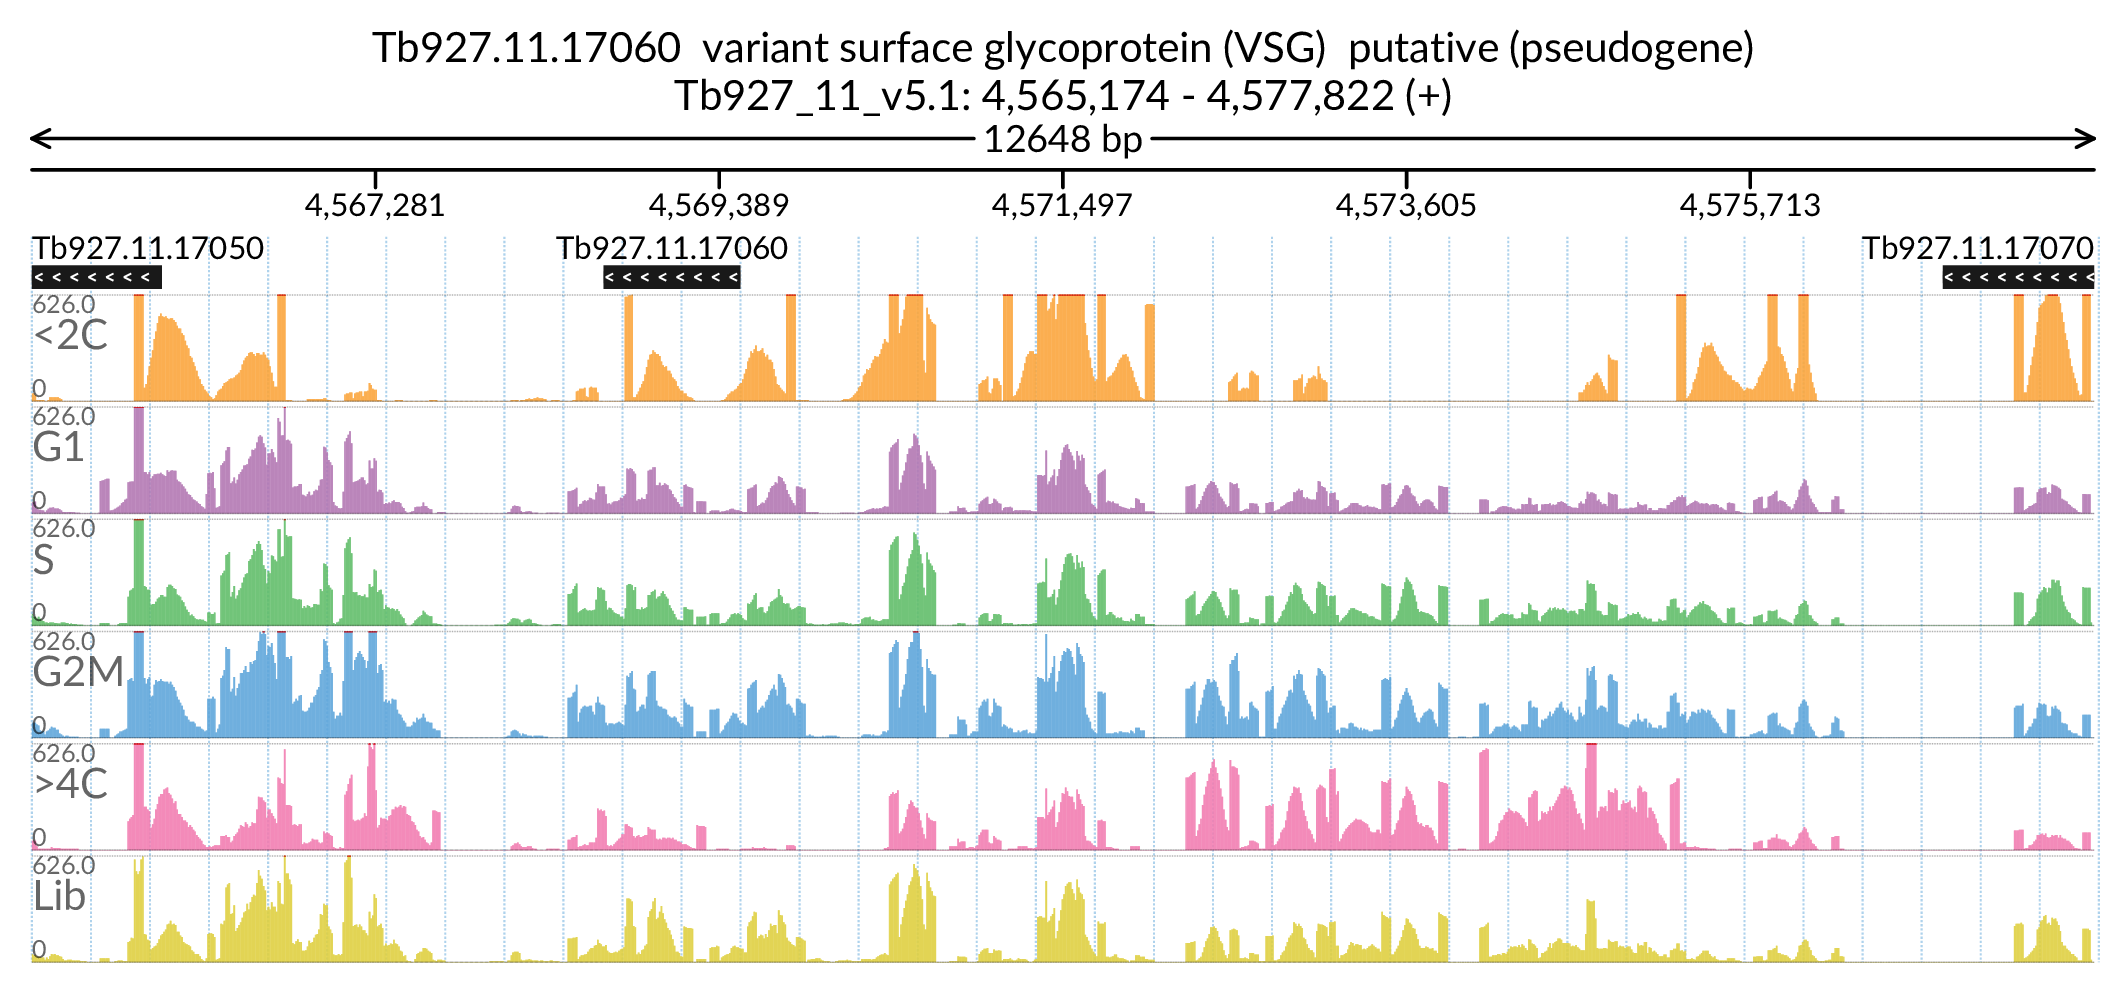 Tb927.11.17060  variant surface glycoprotein (VSG)  putative (pseudogene)
Tb927_11_v5.1: 4,565,174 - 4,577,822 (+)
12648 bp
4,567,281 4,569,389 4,571,497 4,573,605 4,575,713
Tb927.11.17050 Tb927.11.17060 Tb927.11.17070
< < < < < < < < < < < < < < < < < < < < < < < <
626.0
<2C
0
626.0
G1
0
626.0
S
0
626.0
G2M
0
626.0
>4C
0
626.0
Lib
0